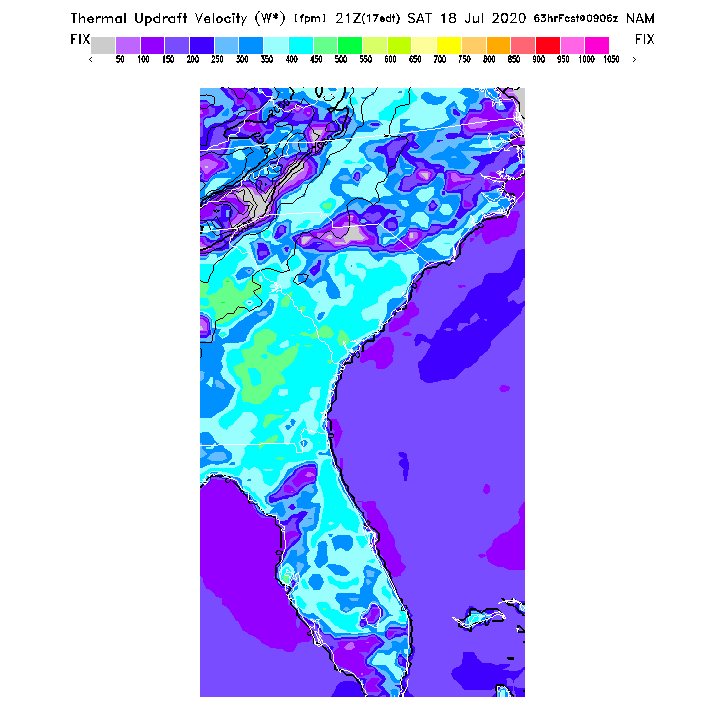 Thermal Updraft Velocity (W*) [fpm] 21Z(17edt) SAT 18 Jul 2020 63hrFcst@0906z NAM
FIX FIX
< 50 100 150 200 250 300 350 400 450 500 550 600 650 700 750 800 850 900 950 1000 1050 >